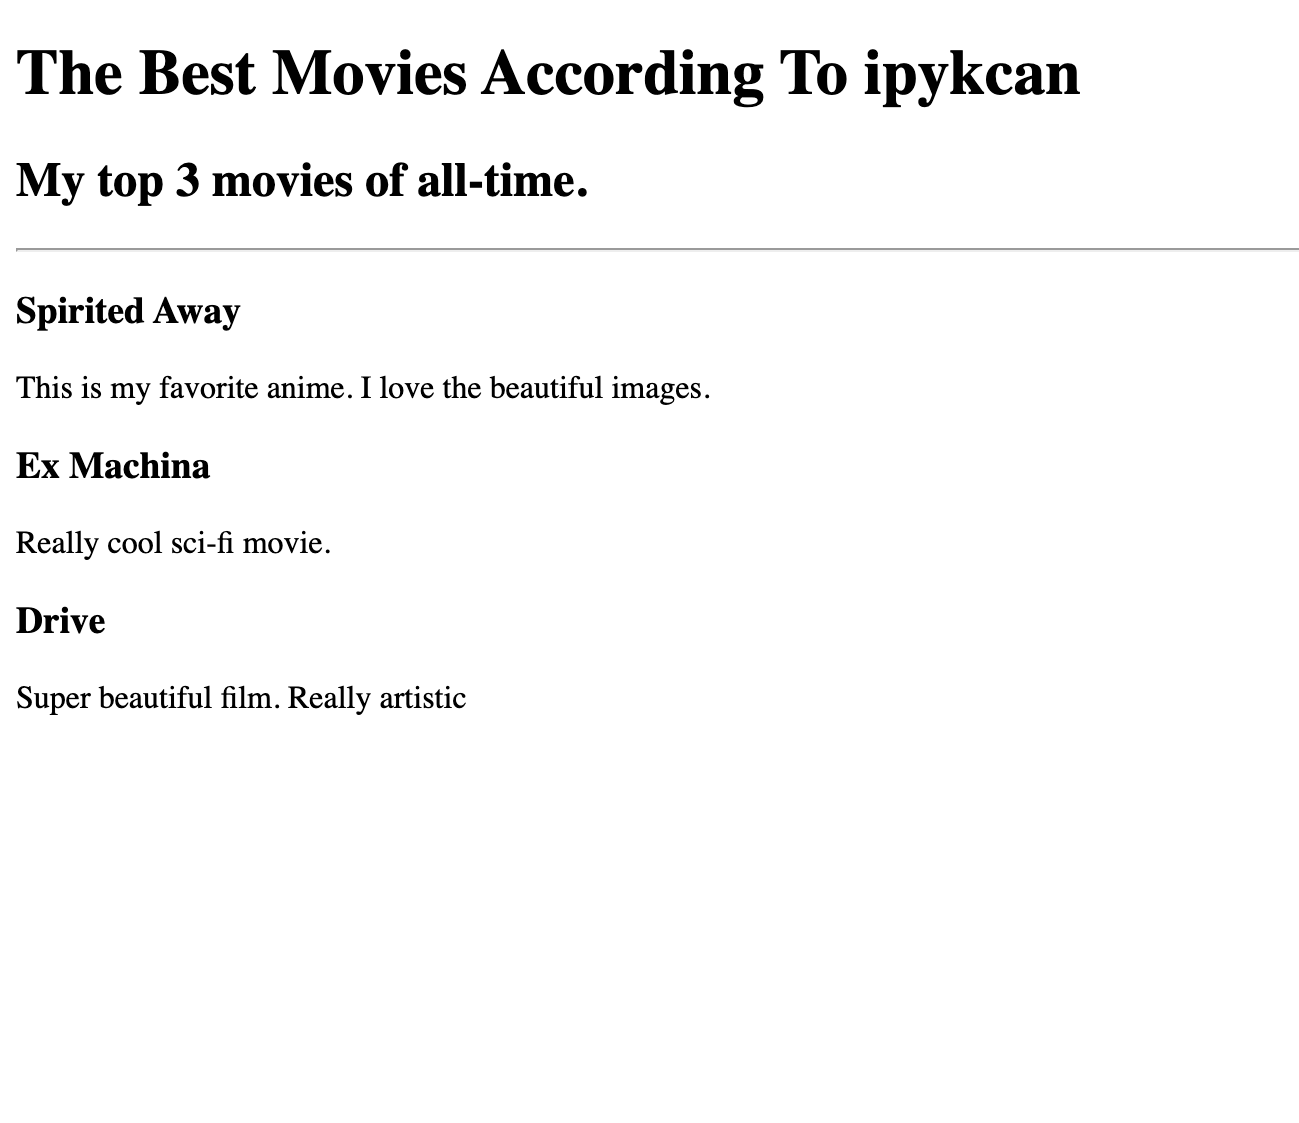 The Best Movies According To ipykcan
My top 3 movies of all-time.
Spirited Away
This is my favorite anime. I love the beautiful images.
Ex Machina
Really cool sci-fi movie.
Drive
Super beautiful film. Really artistic